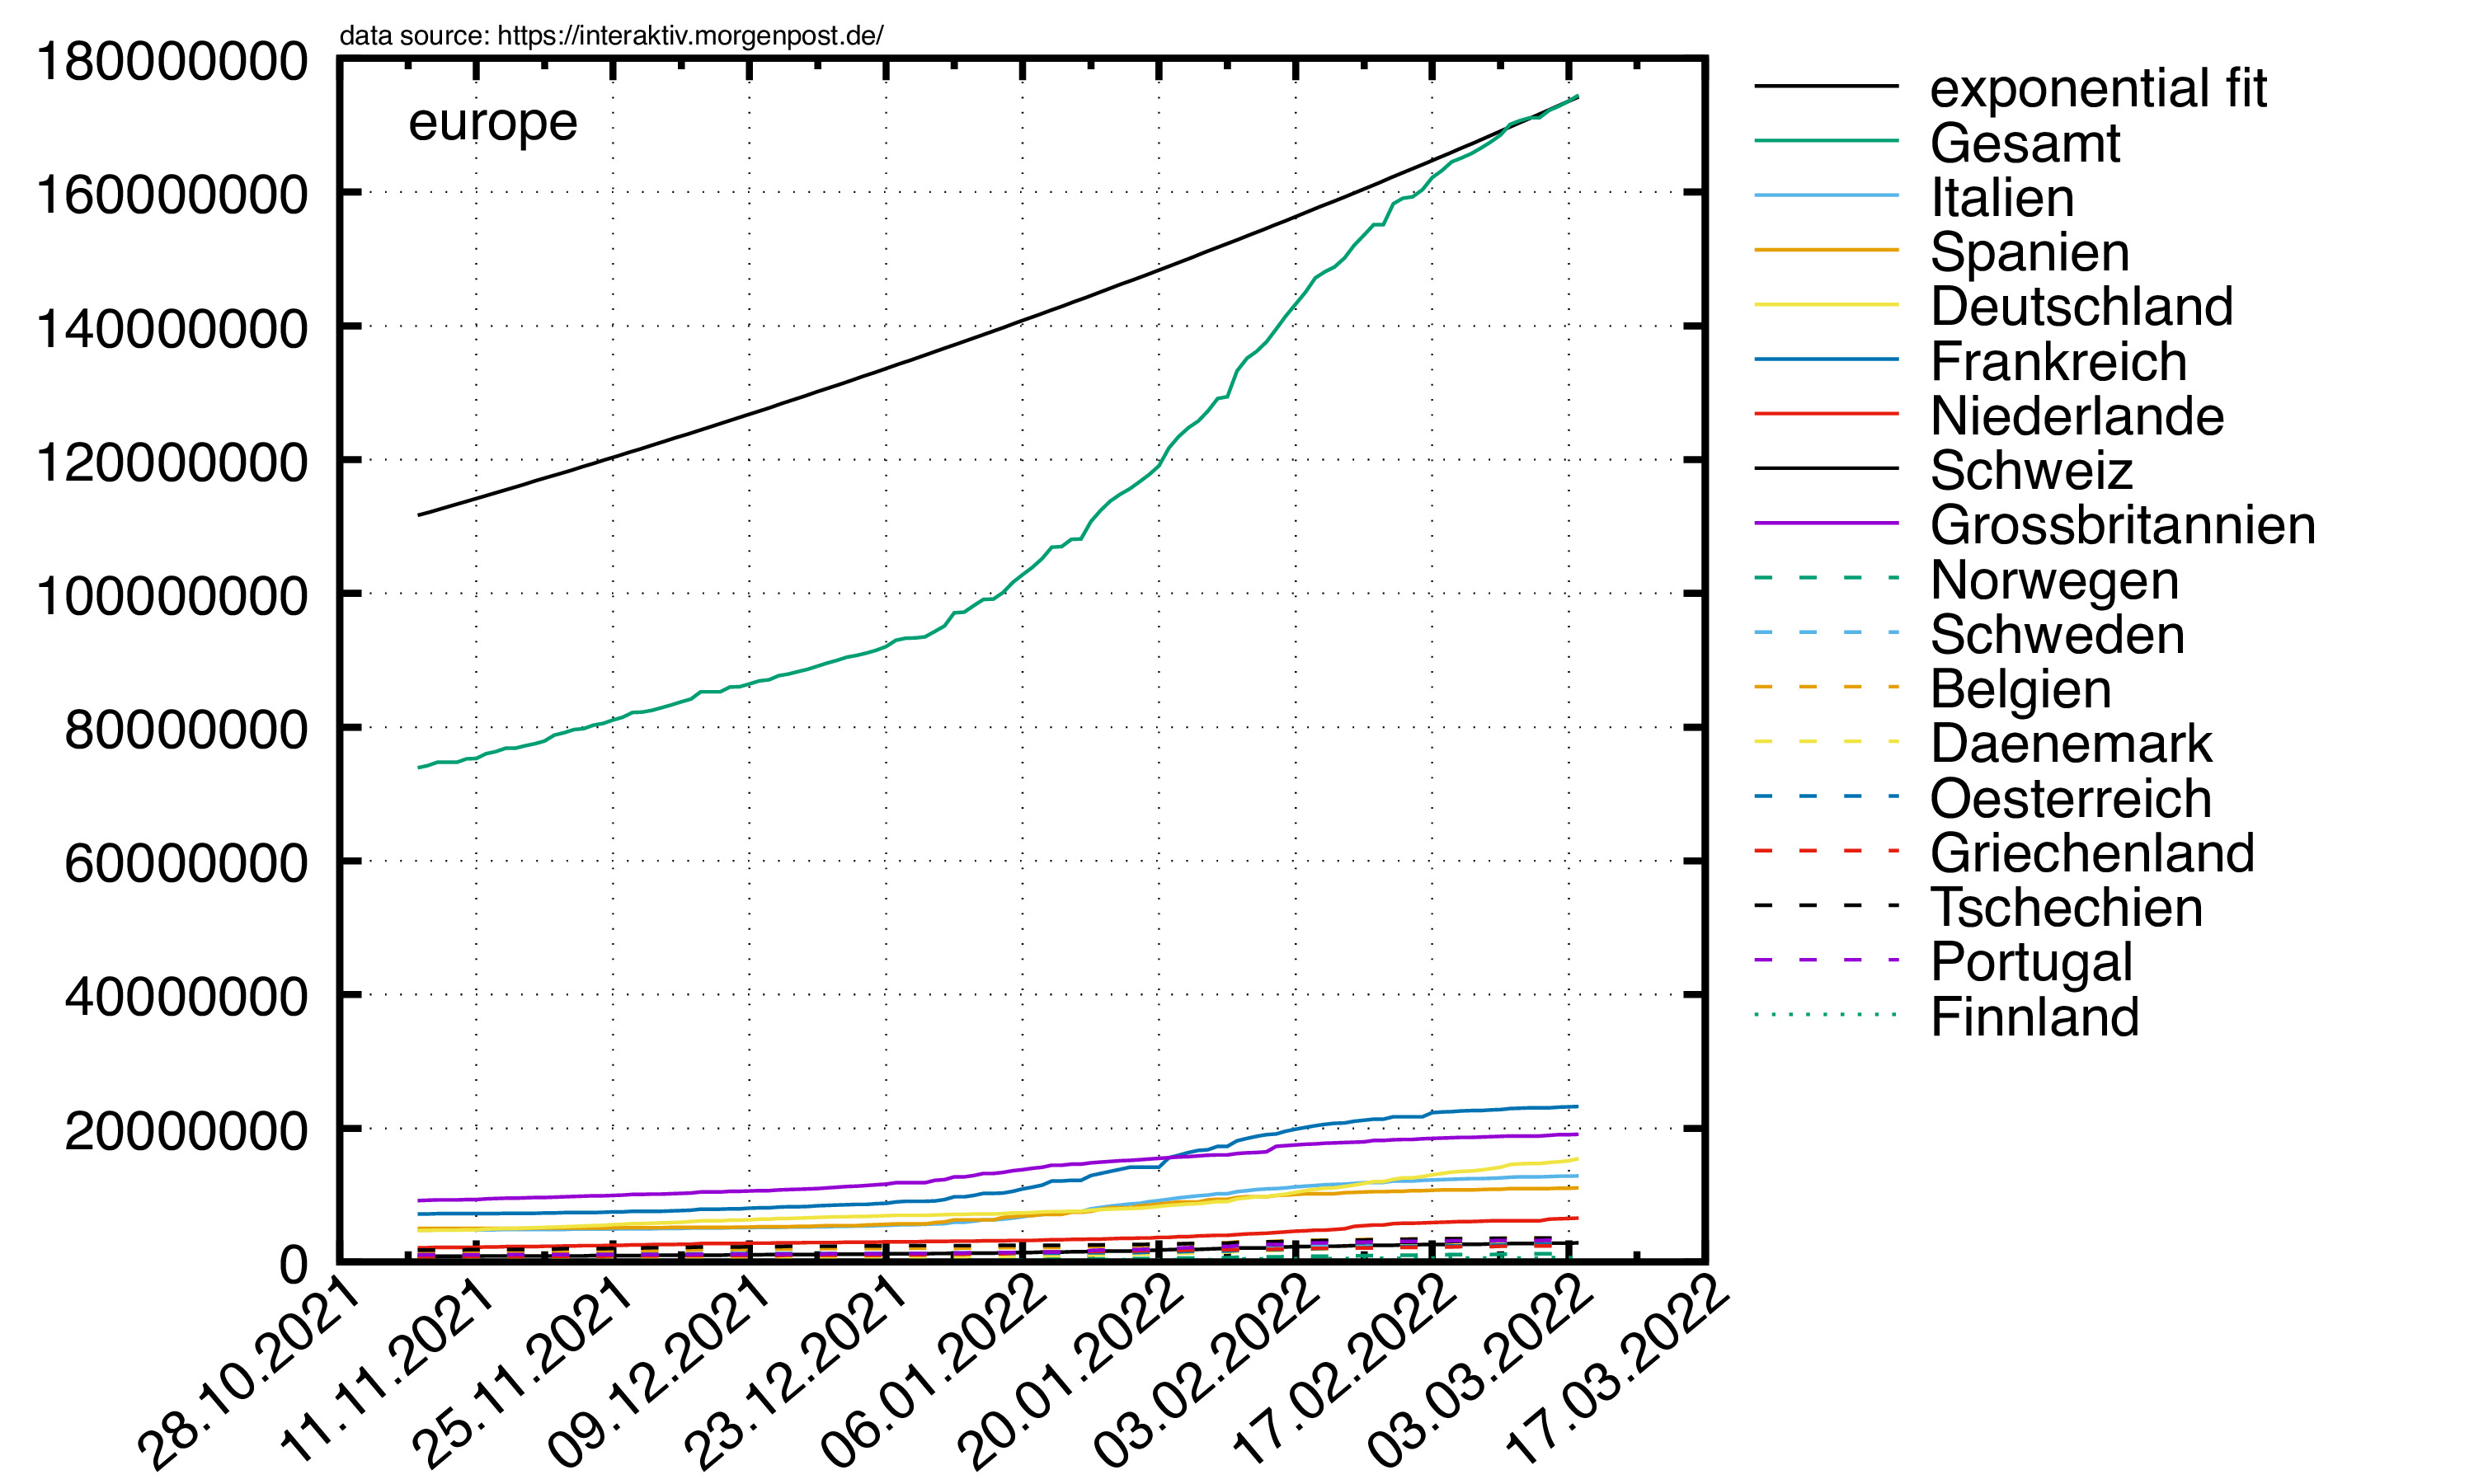 data source: https://interaktiv.morgenpost.de/
europe
180000000
160000000
140000000
120000000
100000000
80000000
60000000
40000000
20000000
0
28.10.2021
11.11.2021
25.11.2021
09.12.2021
23.12.2021
06.01.2022
20.01.2022
03.02.2022
17.02.2022
03.03.2022
17.03.2022
exponential fit
Gesamt
Italien
Spanien
Deutschland
Frankreich
Niederlande
Schweiz
Grossbritannien
Norwegen
Schweden
Belgien
Daenemark
Oesterreich
Griechenland
Tschechien
Portugal
Finnland